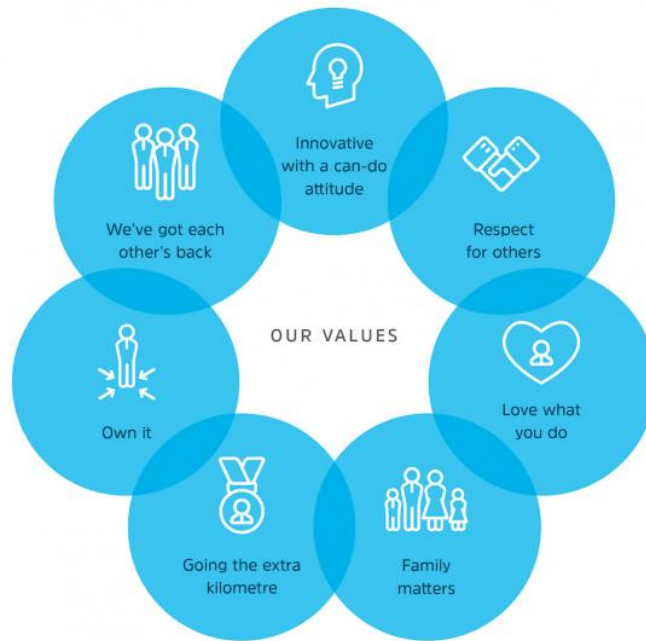 Innovative
with a can-do
attitude
Respect
for others
Love what
you do
Family
matters
Going the extra
kilometre
Own it
We've got each
other's back
OUR VALUES